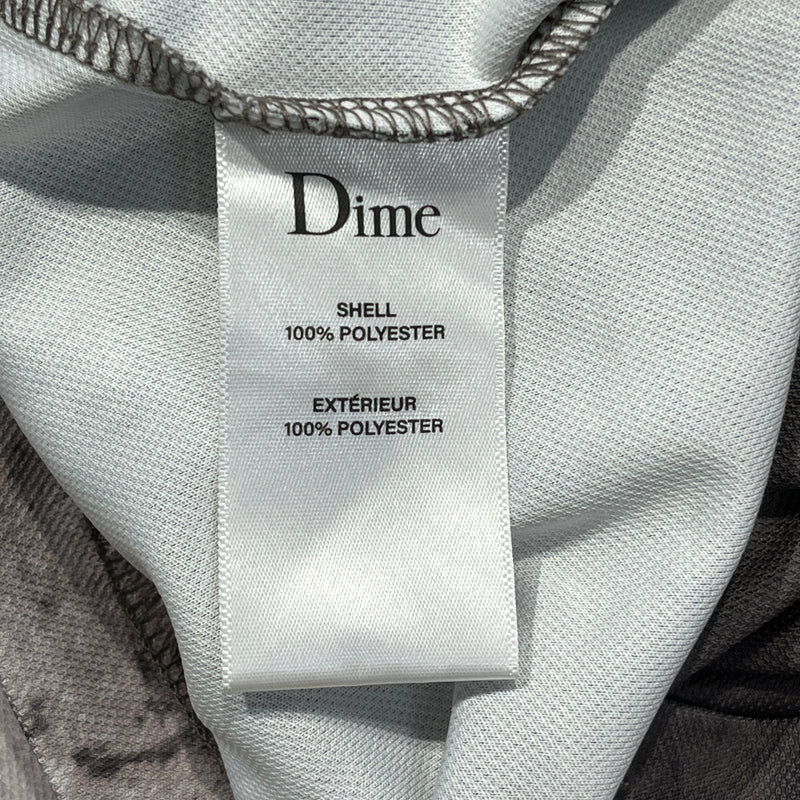 Dime
SHELL
100% POLYESTER
EXTÉRIEUR
100% POLYESTER